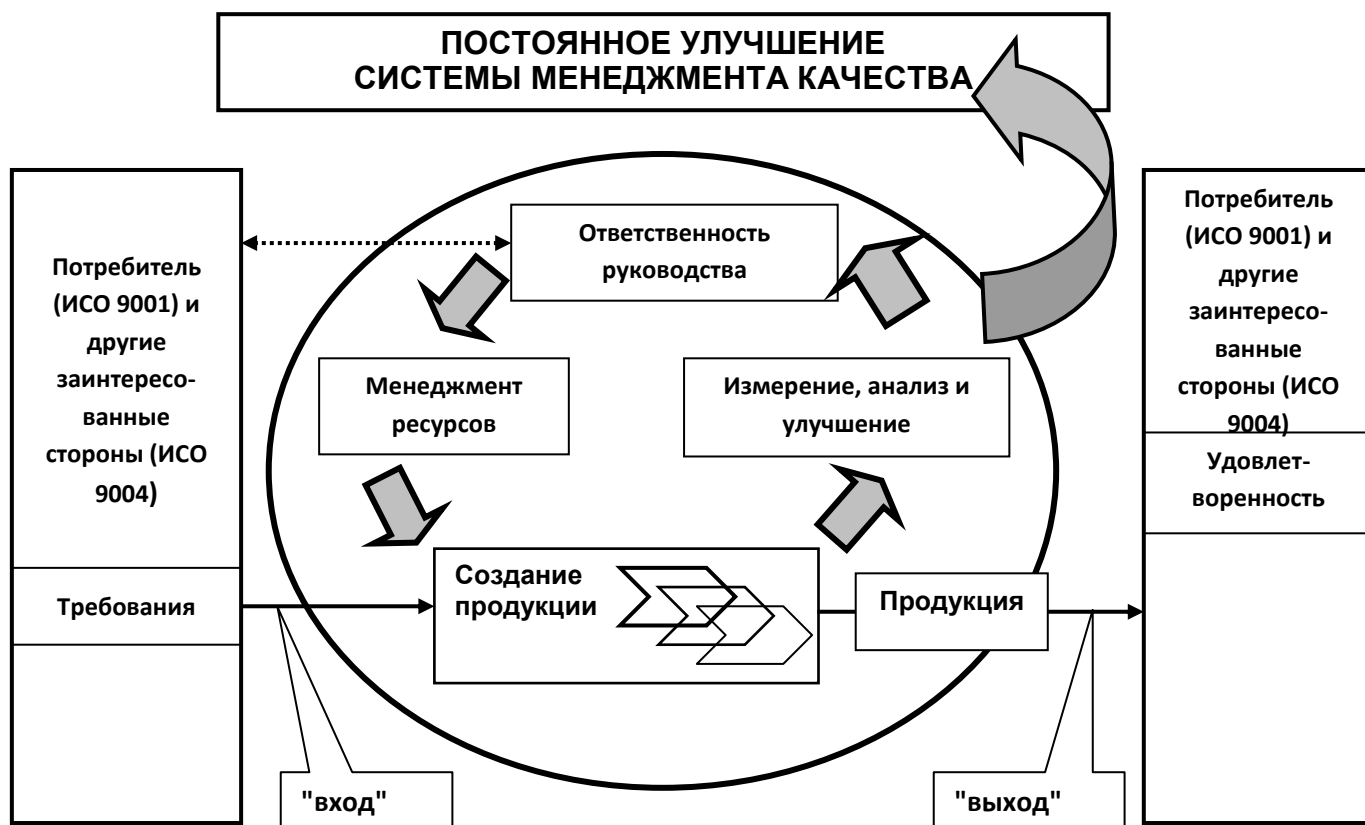 ПОСТОЯННОЕ УЛУЧШЕНИЕ
СИСТЕМЫ МЕНЕДЖМЕНТА КАЧЕСТВА
Потребитель
(ИСО 9001) и
другие
заинтересо-
ванные
стороны (ИСО
9004)
Требования
Ответственность
руководства
Менеджмент
ресурсов
Измерение, анализ и
улучшение
Создание
продукции
Продукция
"вход"
"выход"
Потребитель
(ИСО 9001) и
другие
заинтересо-
ванные
стороны (ИСО
9004)
Удовлет-
воренность